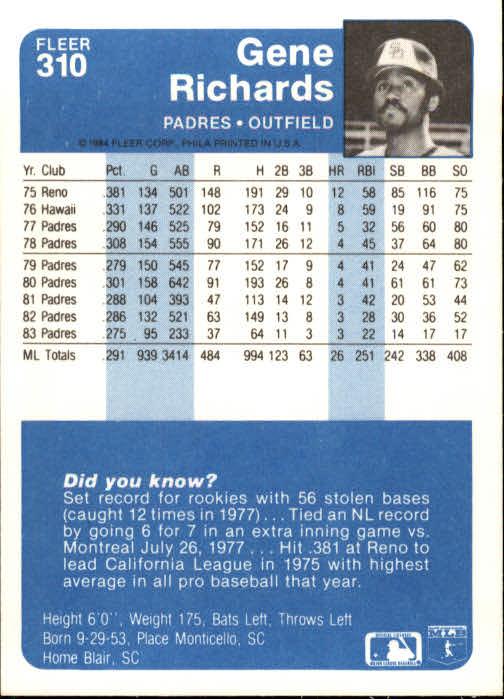 FLEER
310
Gene
Richards
PADRES • OUTFIELD
© 1984 FLEER CORP., PHILA PRINTED IN U.S.A.
Yr. Club Pct. G AB R H 2B 3B HR RBI SB BB SO
75 Reno .381 134 501 148 191 29 10 12 58 85 116 75
76 Hawaii .331 137 522 102 173 24 9 8 59 19 91 75
77 Padres .290 146 525 79 152 16 11 5 32 56 60 80
78 Padres .308 154 555 90 171 26 12 4 45 37 64 80
79 Padres .279 150 545 77 152 17 9 4 41 24 47 62
80 Padres .301 158 642 91 193 26 8 4 41 61 61 73
81 Padres .288 104 393 47 113 14 12 3 42 20 53 44
82 Padres .286 132 521 63 149 13 8 3 28 30 36 52
83 Padres .275 95 233 37 64 11 3 3 22 14 17 17
ML Totals .291 939 3414 484 994 123 63 26 251 242 338 408
Did you know?
Set record for rookies with 56 stolen bases
(caught 12 times in 1977) . . . Tied an NL record
by going 6 for 7 in an extra inning game vs.
Montreal July 26, 1977 . . . Hit .381 at Reno to
lead California League in 1975 with highest
average in all pro baseball that year.
Height 6'0'', Weight 175, Bats Left, Throws Left
Born 9-29-53, Place Monticello, SC
Home Blair, SC
MLB